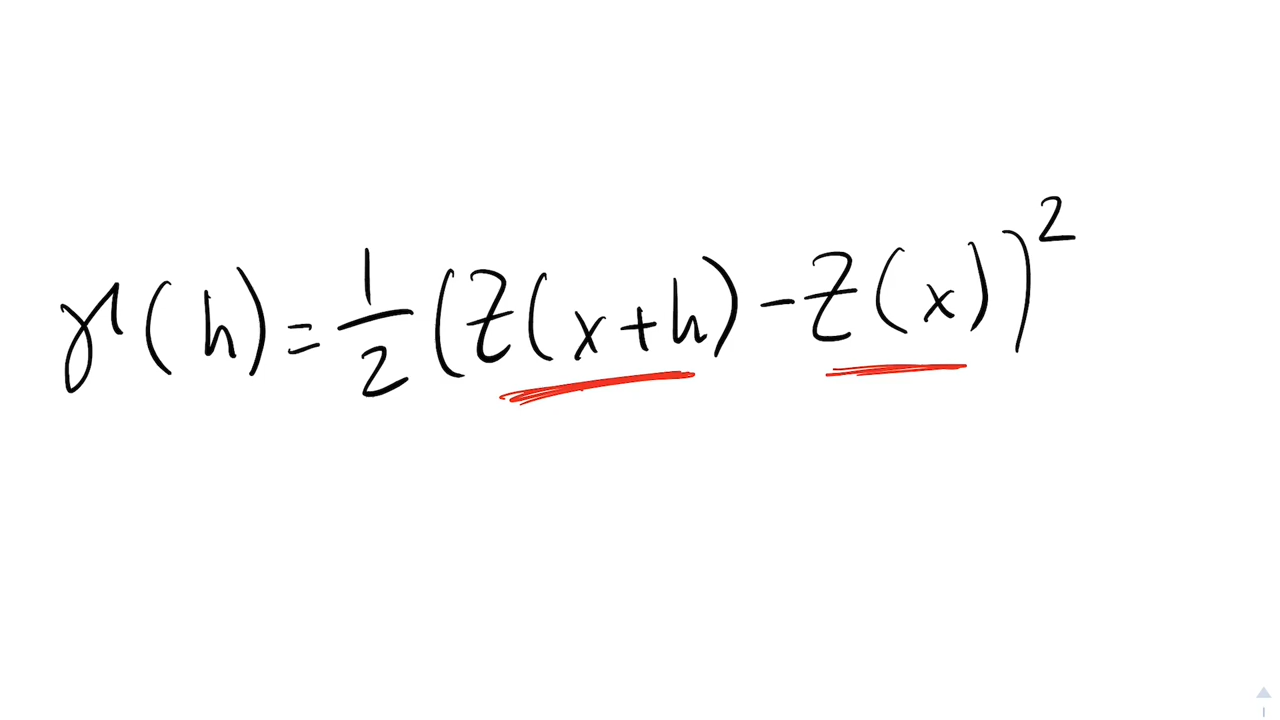 γ(h) = 1/2 (Z(x+h) - Z(x))²